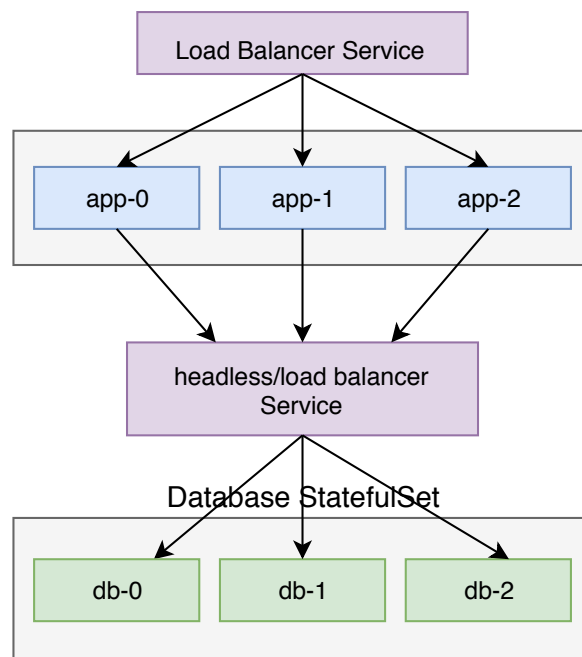 Load Balancer Service
app-0
app-1
app-2
headless/load balancer
Service
Database StatefulSet
db-0
db-1
db-2